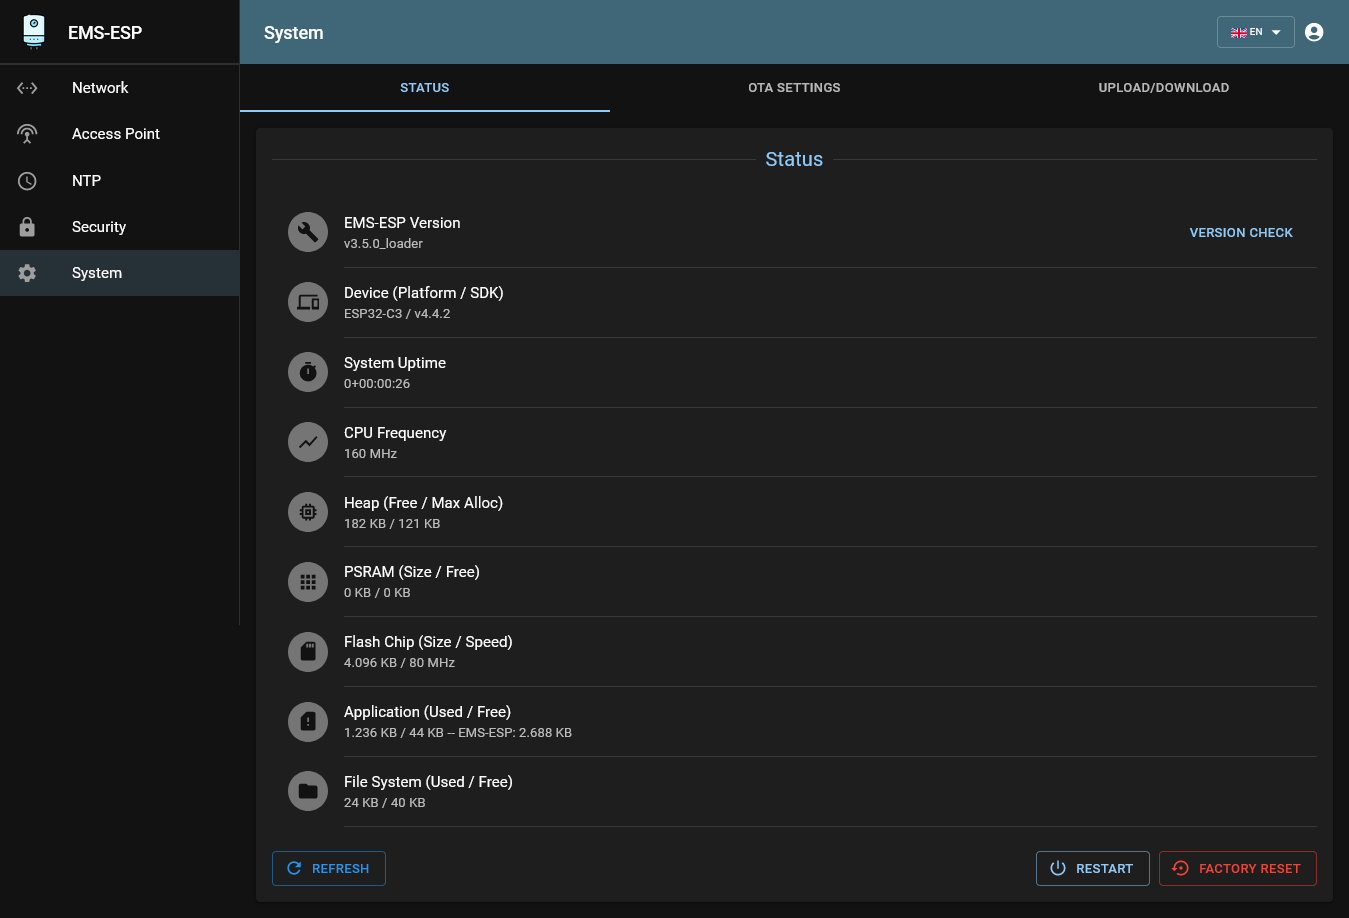 EMS-ESP
System
EN
Network
Access Point
NTP
Security
System
STATUS
OTA SETTINGS
UPLOAD/DOWNLOAD
Status
EMS-ESP Version
v3.5.0_loader
VERSION CHECK
Device (Platform / SDK)
ESP32-C3 / v4.4.2
System Uptime
0+00:00:26
CPU Frequency
160 MHz
Heap (Free / Max Alloc)
182 KB / 121 KB
PSRAM (Size / Free)
0 KB / 0 KB
Flash Chip (Size / Speed)
4.096 KB / 80 MHz
Application (Used / Free)
1.236 KB / 44 KB -- EMS-ESP: 2.688 KB
File System (Used / Free)
24 KB / 40 KB
REFRESH
RESTART
FACTORY RESET